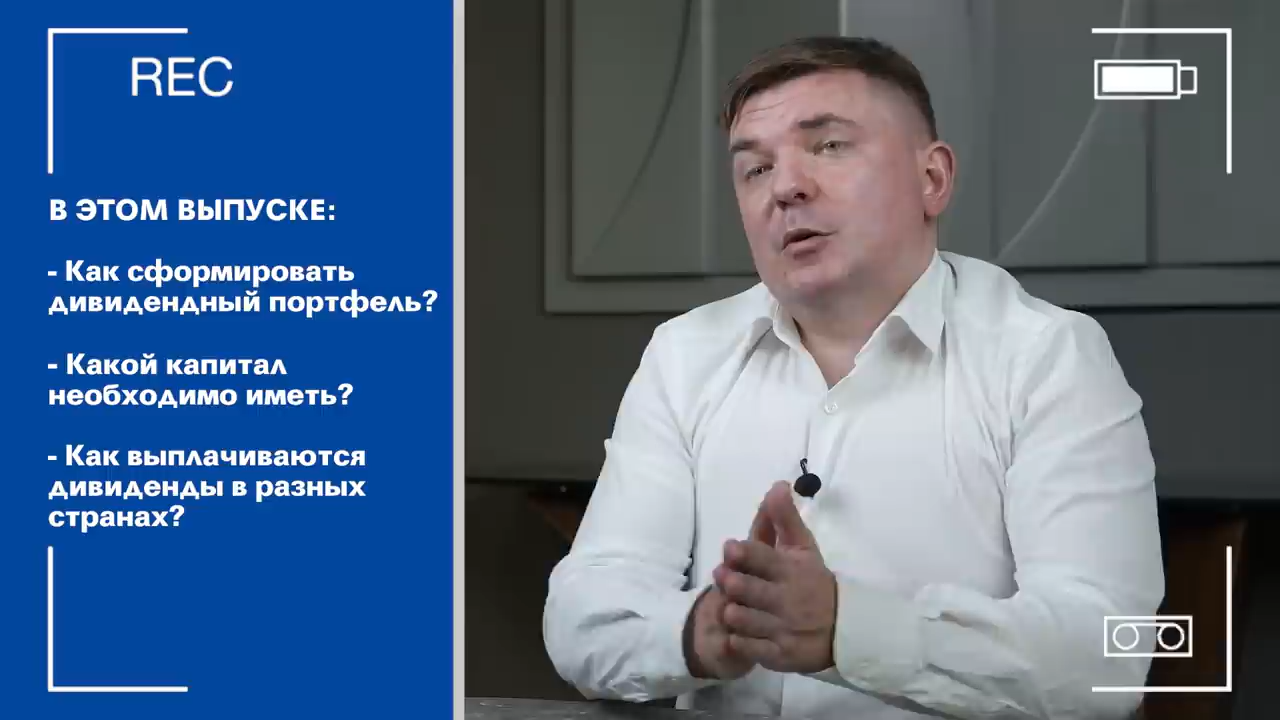 REC
В ЭТОМ ВЫПУСКЕ:
- Как сформировать
дивидендный портфель?
- Какой капитал
необходимо иметь?
- Как выплачиваются
дивиденды в разных
странах?